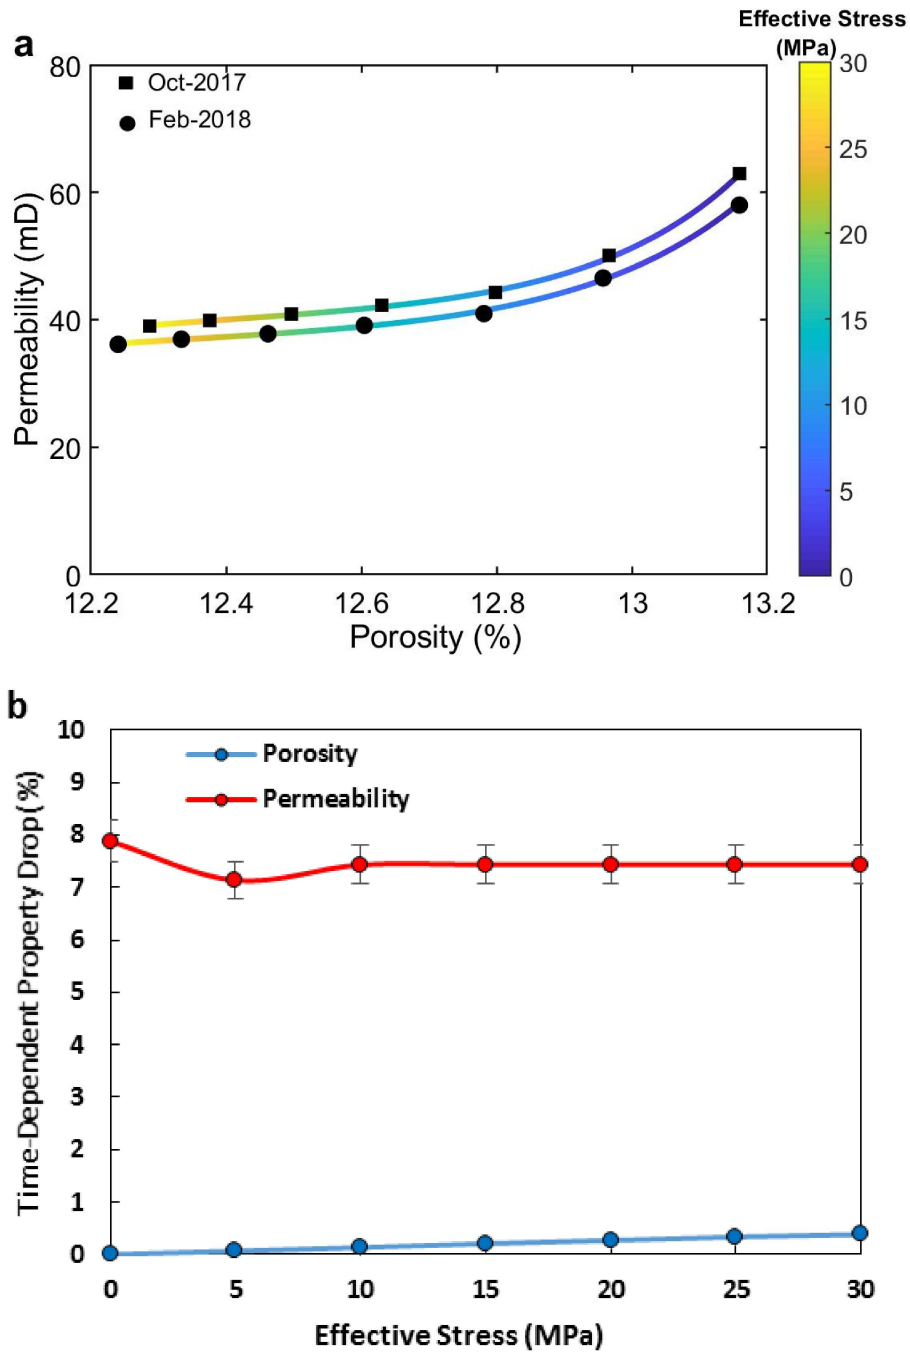 a
Effective Stress
(MPa)
Oct-2017
Feb-2018
Permeability (mD)
80
60
40
20
0
12.2 12.4 12.6 12.8 13 13.2
Porosity (%)
30
25
20
15
10
5
0
b
Porosity
Permeability
Time-Dependent Property Drop (%)
10
9
8
7
6
5
4
3
2
1
0
0 5 10 15 20 25 30
Effective Stress (MPa)